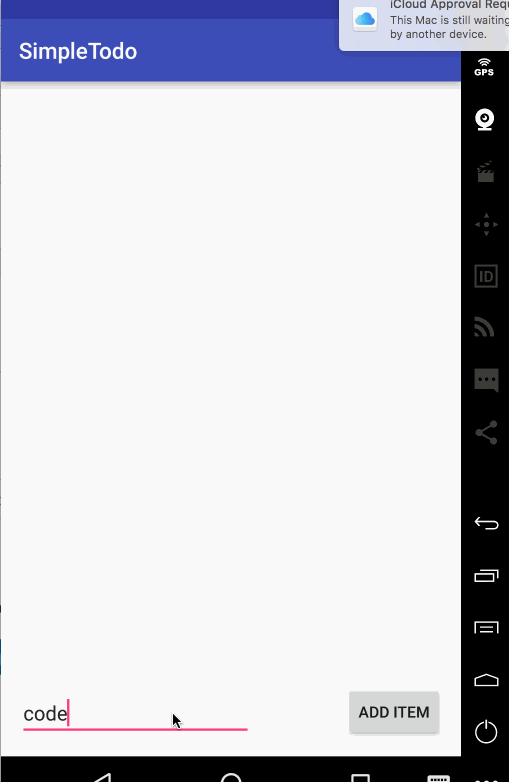 iCloud Approval Requ
This Mac is still waiting
by another device.
SimpleTodo
GPS
ID
code
ADD ITEM